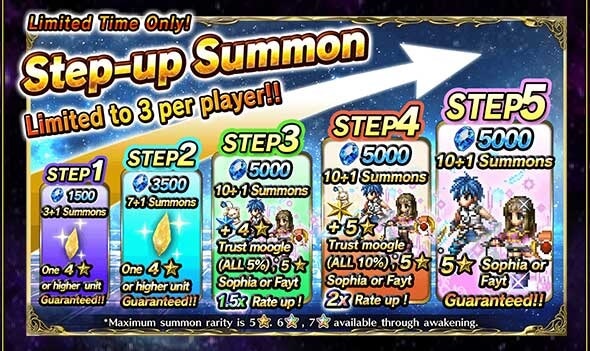 Limited Time Only!
Step-up Summon
Limited to 3 per player!!
STEP1
1500
3+1 Summons
One 4
or higher unit
Guaranteed!!
STEP2
3500
7+1 Summons
One 4
or higher unit
Guaranteed!!
STEP3
5000
10+1 Summons
+ 4
Trust moogle
(ALL 5%), 5
Sophia or Fayt
1.5x Rate up!
STEP4
5000
10+1 Summons
+ 5
Trust moogle
(ALL 10%), 5
Sophia or Fayt
2x Rate up!
STEP5
5000
10+1 Summons
5 Sophia or
Fayt
Guaranteed!!
*Maximum summon rarity is 5★. 6★, 7★ available through awakening.